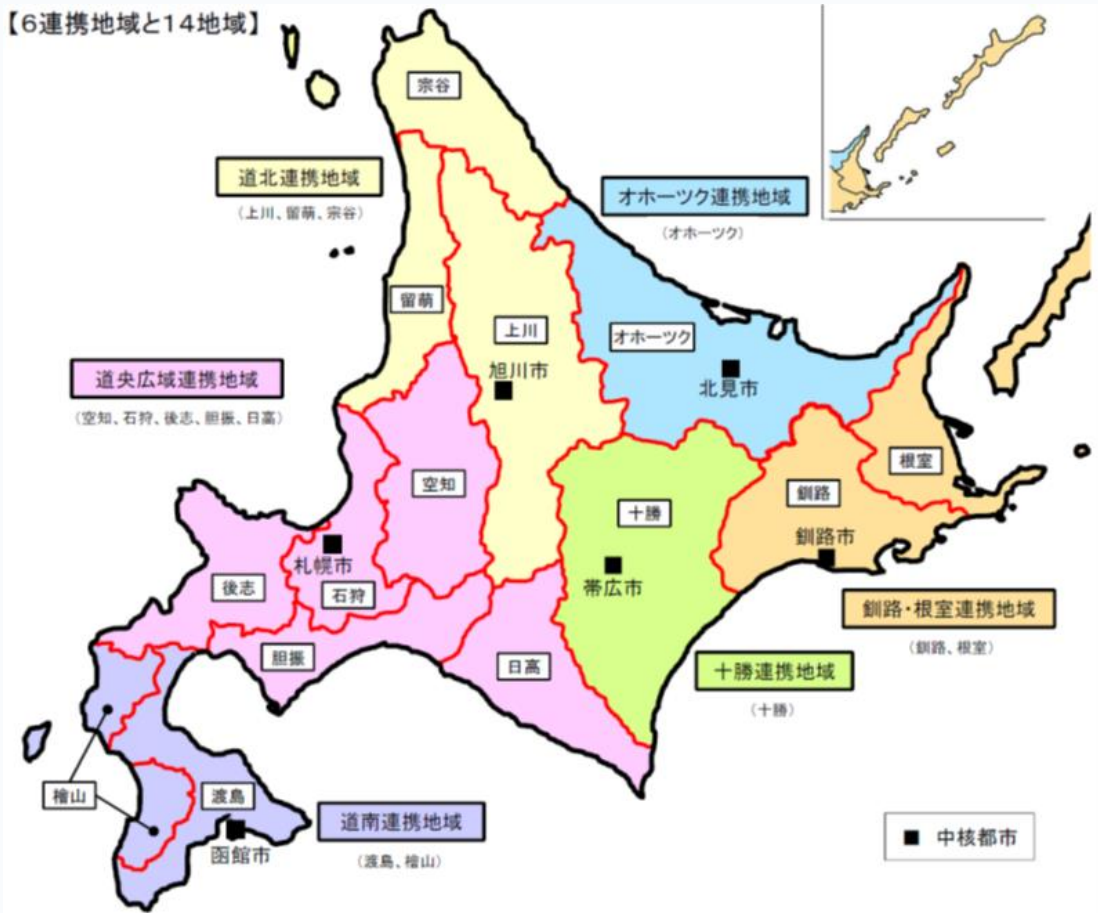 【6連携地域と14地域】
宗谷
道北連携地域
(上川、留萌、宗谷)
オホーツク連携地域
(オホーツク)
留萌
上川
オホーツク
旭川市
北見市
道央広域連携地域
(空知、石狩、後志、胆振、日高)
空知
根室
十勝
釧路
釧路市
札幌市
帯広市
後志
石狩
釧路・根室連携地域
(釧路、根室)
胆振
日高
十勝連携地域
(十勝)
檜山
渡島
道南連携地域
(渡島、檜山)
函館市
■ 中核都市